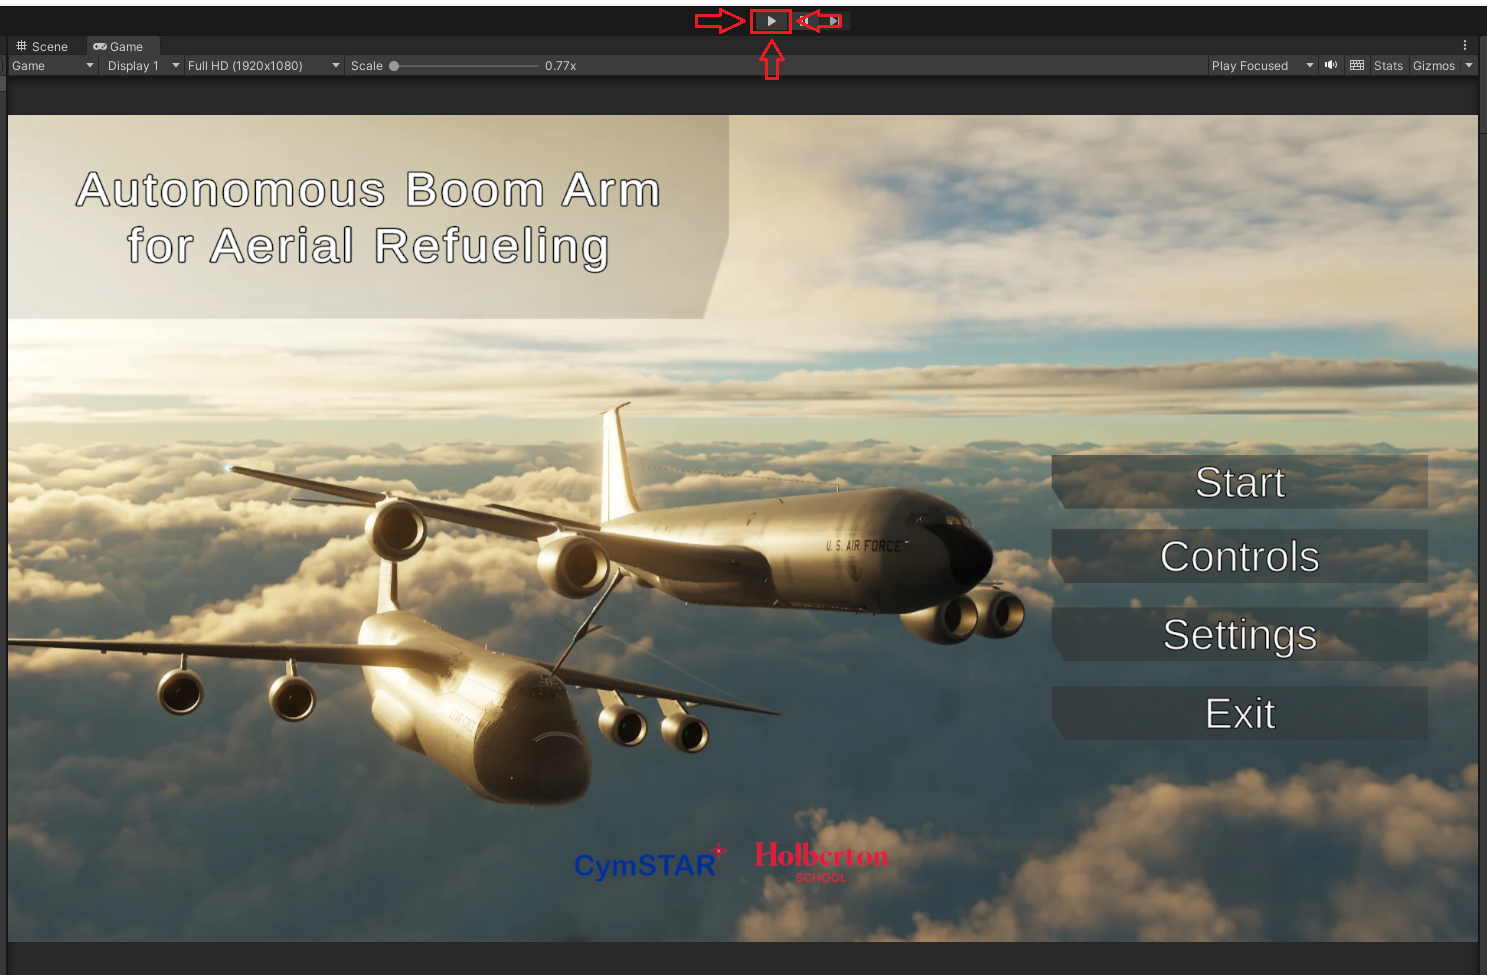 Scene
Game
Game
Display 1
Full HD (1920x1080)
Scale
0.77x
Play Focused
Stats
Gizmos
Autonomous Boom Arm
for Aerial Refueling
U. S. AIR FORCE
Start
Controls
Settings
Exit
CymSTAR
Holberton
SCHOOL